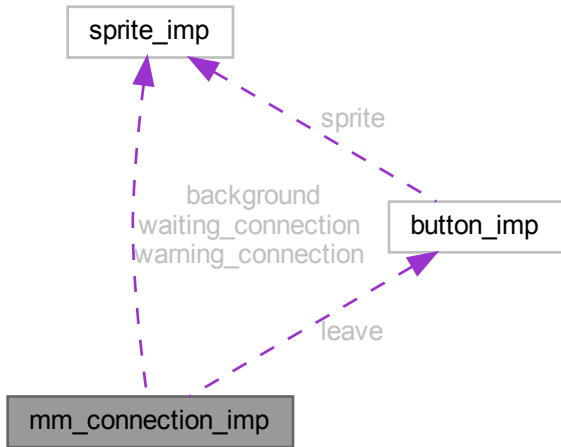 sprite_imp
sprite
background
waiting_connection
warning_connection
button_imp
leave
mm_connection_imp